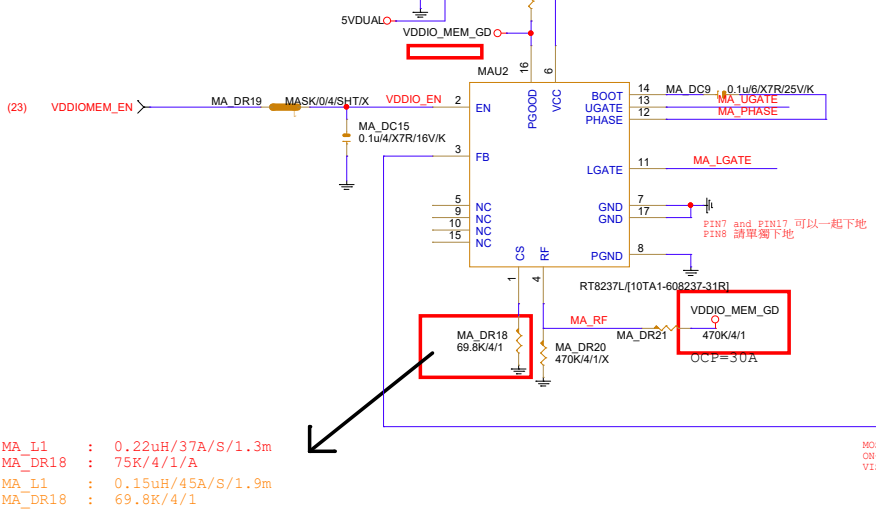 5VDUAL
VDDIO_MEM_GD
16
6
MAU2
(23) VDDIOMEM_EN
MA_DR19 MASK/0/4/SHT/X
VDDIO_EN
2
EN
PGOOD
VCC
BOOT
UGATE
PHASE
14
13
12
MA_DC9 0.1u/6/X7R/25V/K
MA_UGATE
MA_PHASE
MA_DC15
0.1u/4/X7R/16V/K
3
FB
LGATE
11
MA_LGATE
5 NC
9 NC
10 NC
15 NC
GND 7
GND 17
PIN7 and PIN17 可以一起下地
PIN8 請單獨下地
PGND 8
CS
RF
1
4
RT8237L/[10TA1-608237-31R]
MA_RF
VDDIO_MEM_GD
MA_DR21
470K/4/1
OCP=30A
MA_DR18
69.8K/4/1
MA_DR20
470K/4/1/X
MA_L1 : 0.22uH/37A/S/1.3m
MA_DR18 : 75K/4/1/A
MA_L1 : 0.15uH/45A/S/1.9m
MA_DR18 : 69.8K/4/1